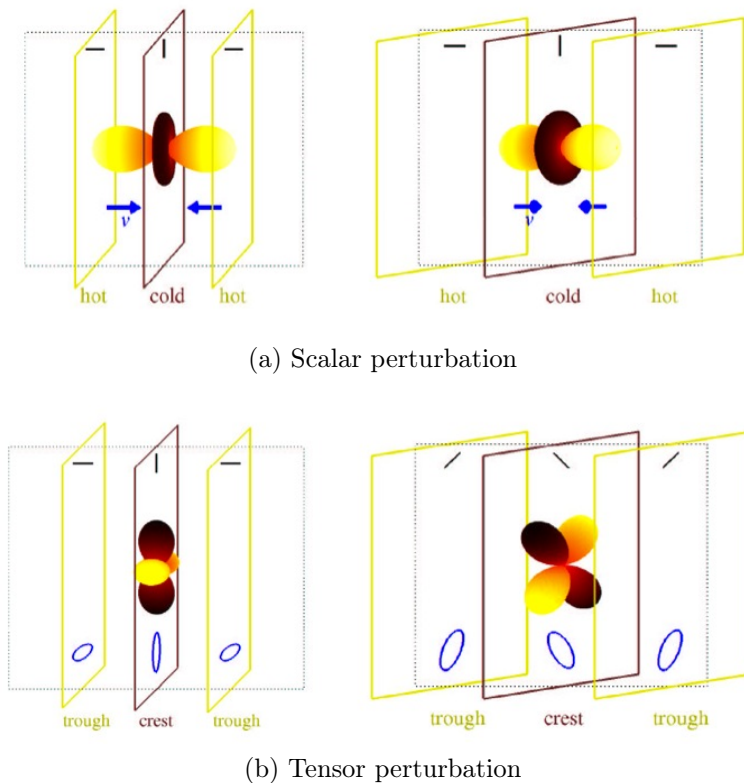 v
v
hot cold hot
hot cold hot
(a) Scalar perturbation
trough crest trough
trough crest trough
(b) Tensor perturbation